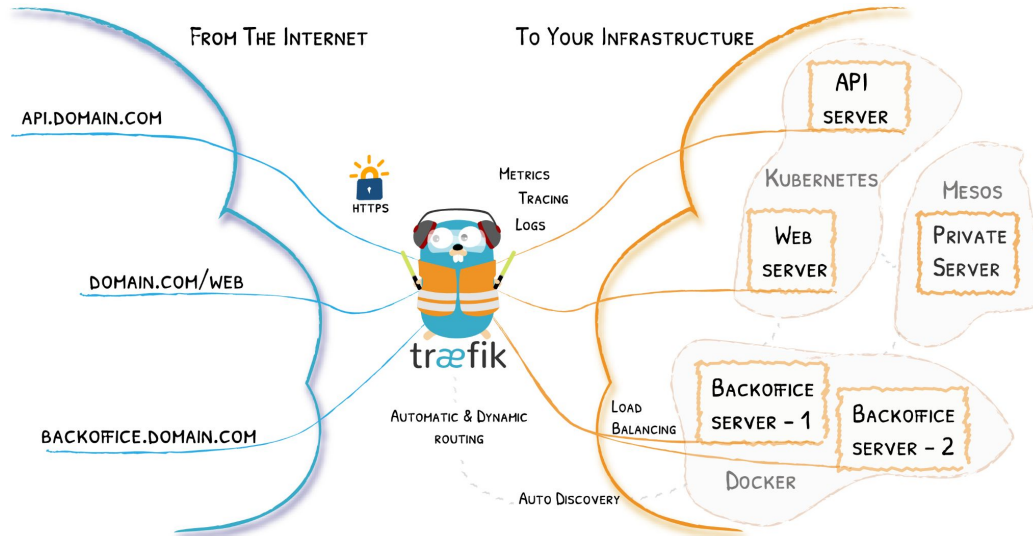 FROM THE INTERNET
TO YOUR INFRASTRUCTURE
API.DOMAIN.COM
HTTPS
METRICS
TRACING
LOGS
API
SERVER
KUBERNETES
MESOS
WEB
SERVER
PRIVATE
SERVER
DOMAIN.COM/WEB
træfik
BACKOFFICE.DOMAIN.COM
AUTOMATIC & DYNAMIC
ROUTING
LOAD
BALANCING
BACKOFFICE
SERVER - 1
BACKOFFICE
SERVER - 2
DOCKER
AUTO DISCOVERY